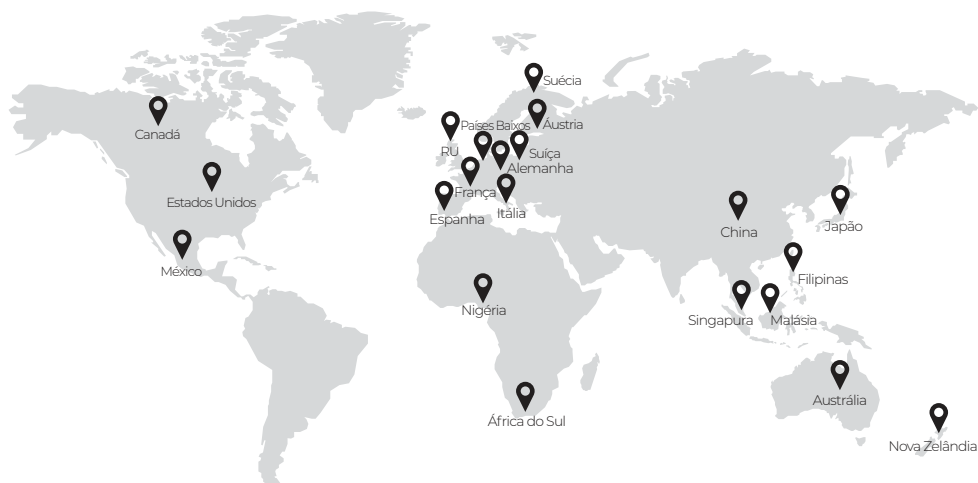 Suécia
Países Baixos
Áustria
Canadá
RU
Suíça
Alemanha
França
Estados Unidos
Itália
Espanha
Japão
China
México
Filipinas
Nigéria
Singapura
Malásia
Austrália
África do Sul
Nova Zelândia